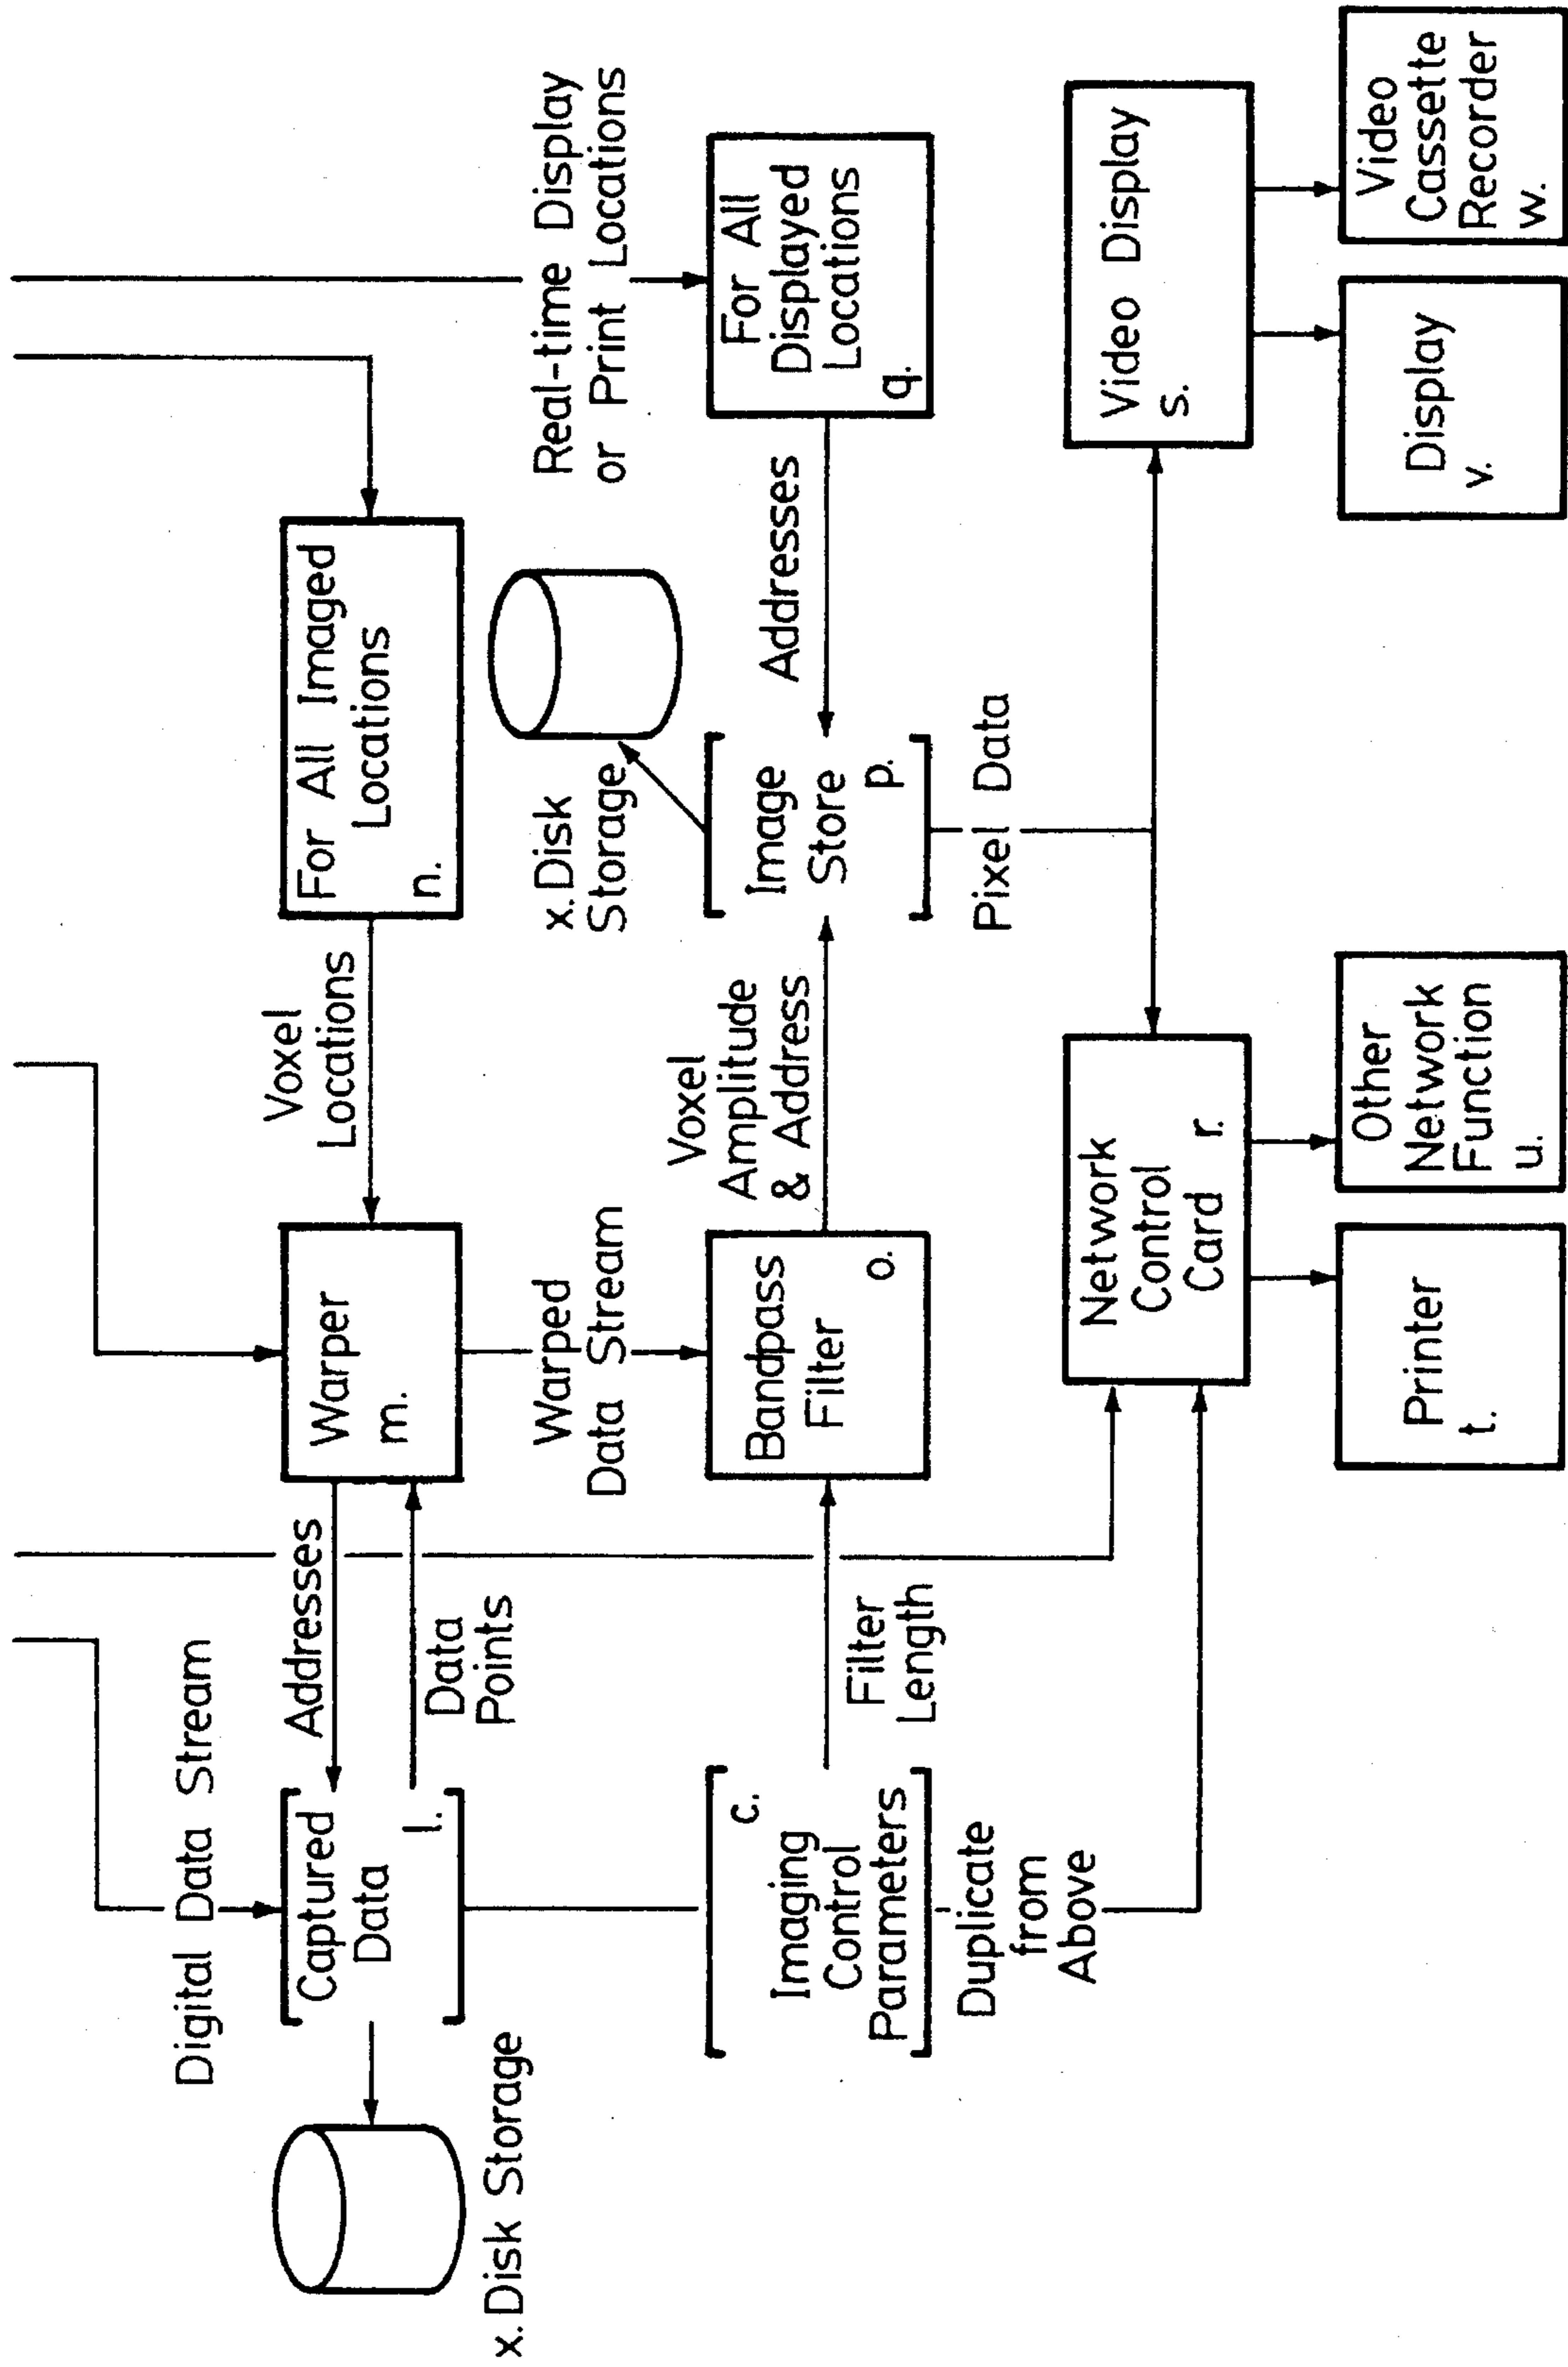 Digital Data Stream
x. Disk Storage
Captured
Data
l.
Addresses
Data
Points
Warper
m.
Voxel
Locations
For All Imaged
Locations
n.
Warped
Data Stream
x. Disk
Storage
Real-time Display
or Print Locations
c.
Imaging
Control
Parameters
Filter
Length
Bandpass
Filter
o.
Voxel
Amplitude
& Address
Image
Store
p.
Addresses
For All
Displayed
Locations
q.
Duplicate
from
Above
Pixel Data
Network
Control
Card r.
Video Display
s.
Printer
t.
Other
Network
Function
u.
Display
v.
Video
Cassette
Recorder
w.